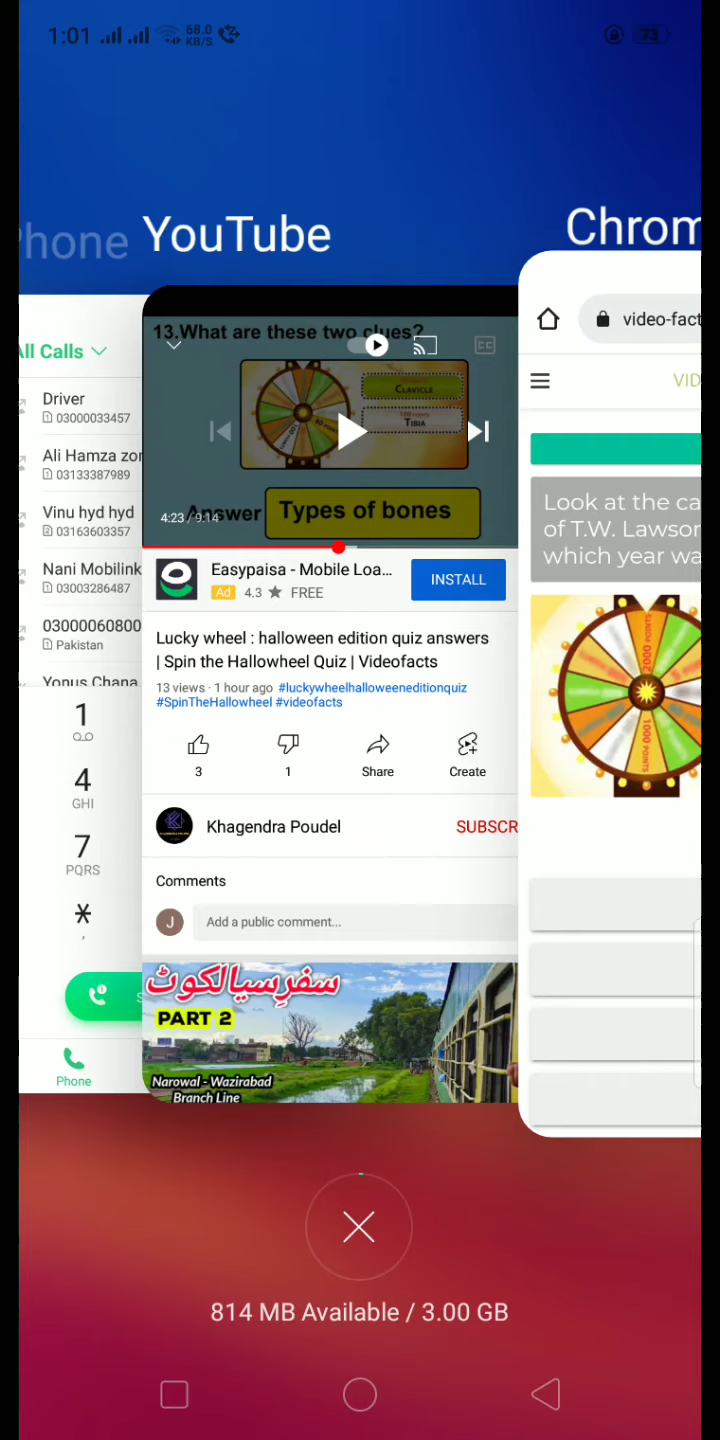 1:01
68.0
KB/S
73
Phone
YouTube
Chrom
All Calls
Driver
03000033457
Ali Hamza zon
03133387989
Vinu hyd hyd
03163603357
Nani Mobilink
03003286487
03000060800
Pakistan
Yonus Chana
1
4
GHI
7
PQRS
*
,
Phone
13.What are these two clues?
CC
CLAVICLE
TIBIA
4:23 / 9:14
Answer
Types of bones
Easypaisa - Mobile Loa...
Ad 4.3 ★ FREE
INSTALL
Lucky wheel : halloween edition quiz answers
| Spin the Hallowheel Quiz | Videofacts
13 views · 1 hour ago #luckywheelhalloweeneditionquiz
#SpinTheHallowheel #videofacts
3
1
Share
Create
Khagendra Poudel
SUBSCR
Comments
J
Add a public comment...
سفرِسیالکوٹ
PART 2
Narowal - Wazirabad
Branch Line
video-fact
VID
Look at the ca
of T.W. Lawsor
which year wa
2000 POINTS
1000 POINTS
814 MB Available / 3.00 GB